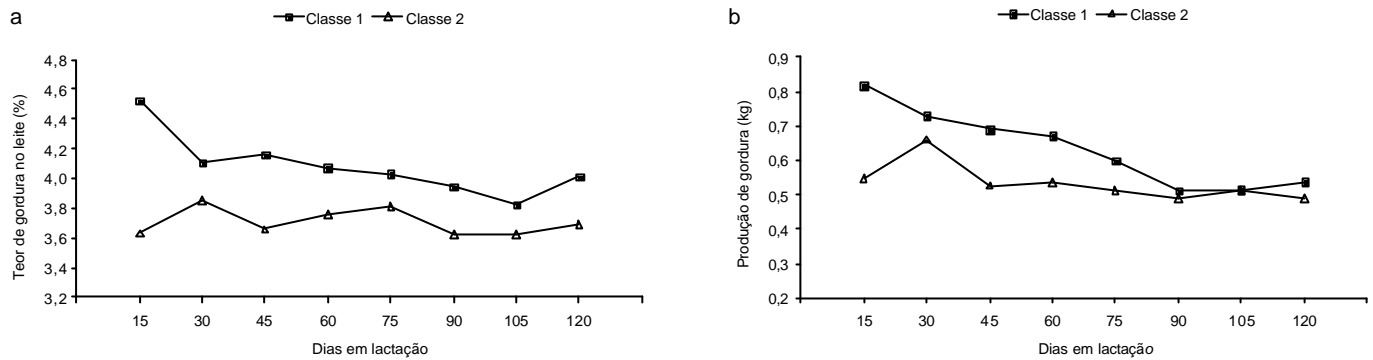 a
Classe 1 Classe 2
Teor de gordura no leite (%)
4,8
4,6
4,4
4,2
4,0
3,8
3,6
3,4
3,2
15 30 45 60 75 90 105 120
Dias em lactação
b
Classe 1 Classe 2
Produção de gordura (kg)
0,9
0,8
0,7
0,6
0,5
0,4
0,3
0,2
15 30 45 60 75 90 105 120
Dias em lactação